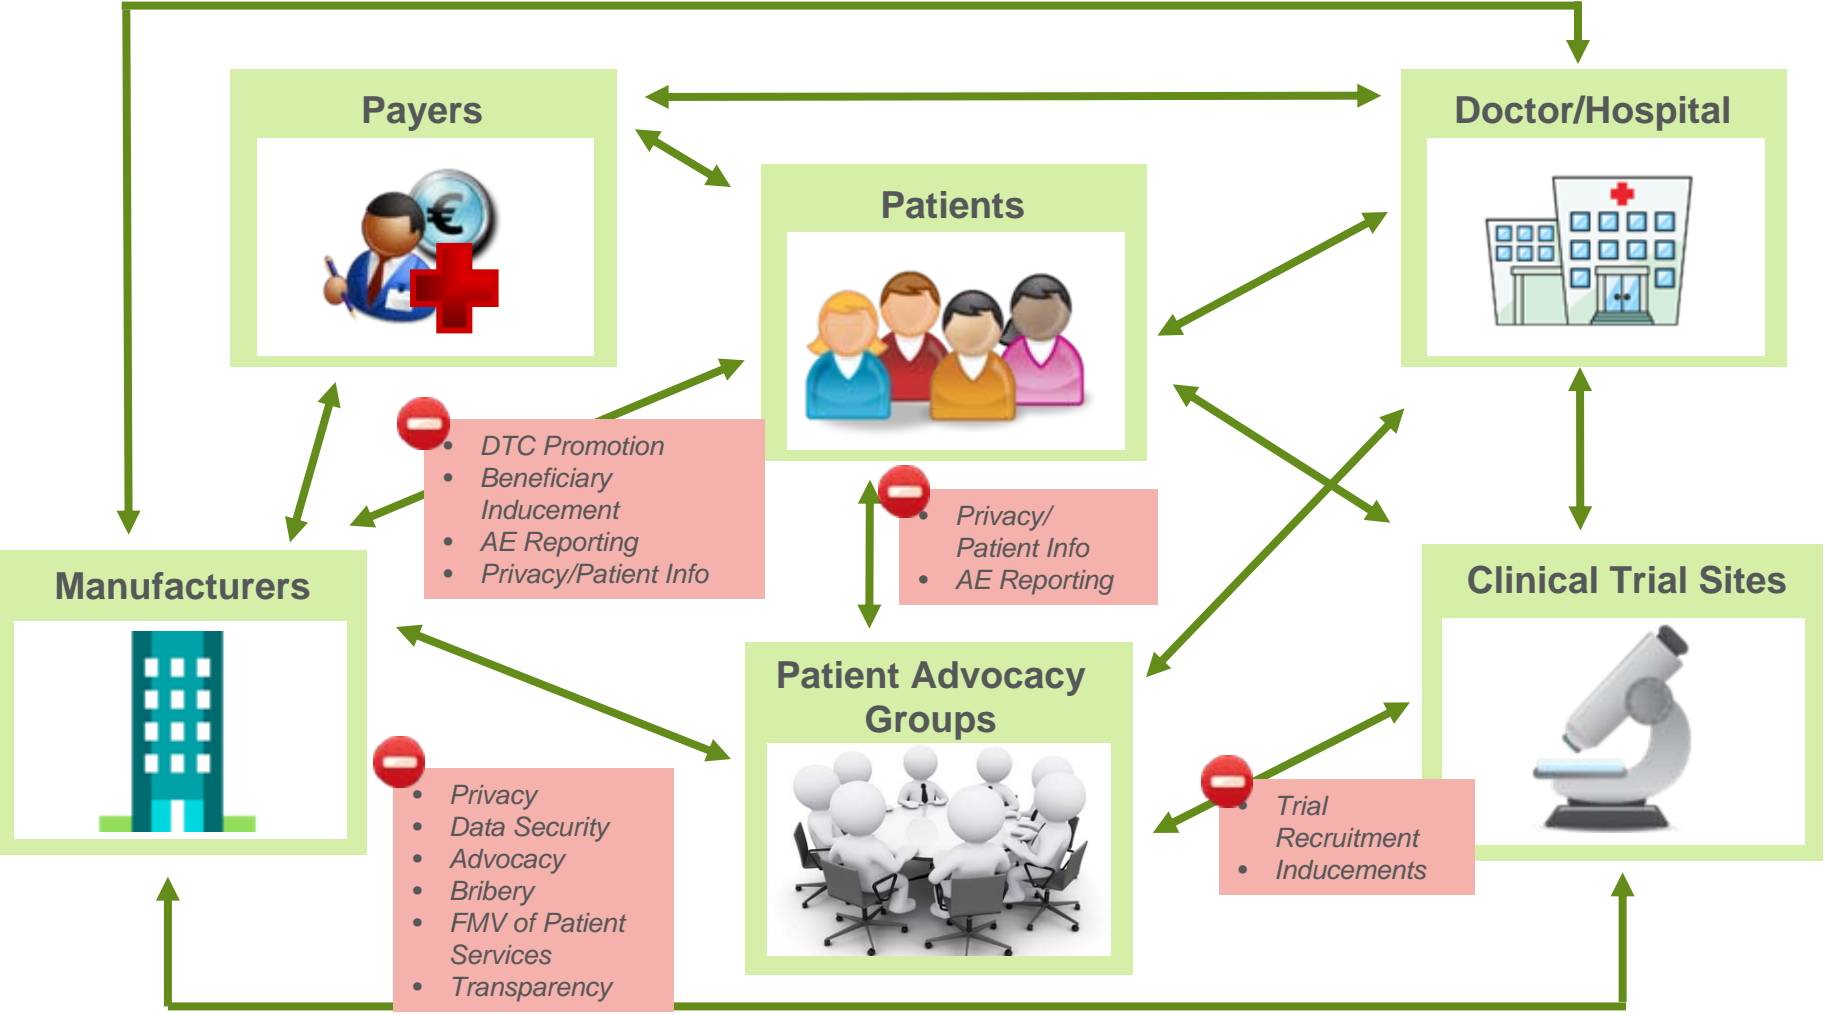 Payers
Doctor/Hospital
Patients
• DTC Promotion
• Beneficiary
Inducement
• AE Reporting
• Privacy/Patient Info
• Privacy/
Patient Info
• AE Reporting
Manufacturers
Clinical Trial Sites
Patient Advocacy
Groups
• Privacy
• Data Security
• Advocacy
• Bribery
• FMV of Patient
Services
• Transparency
• Trial
Recruitment
• Inducements